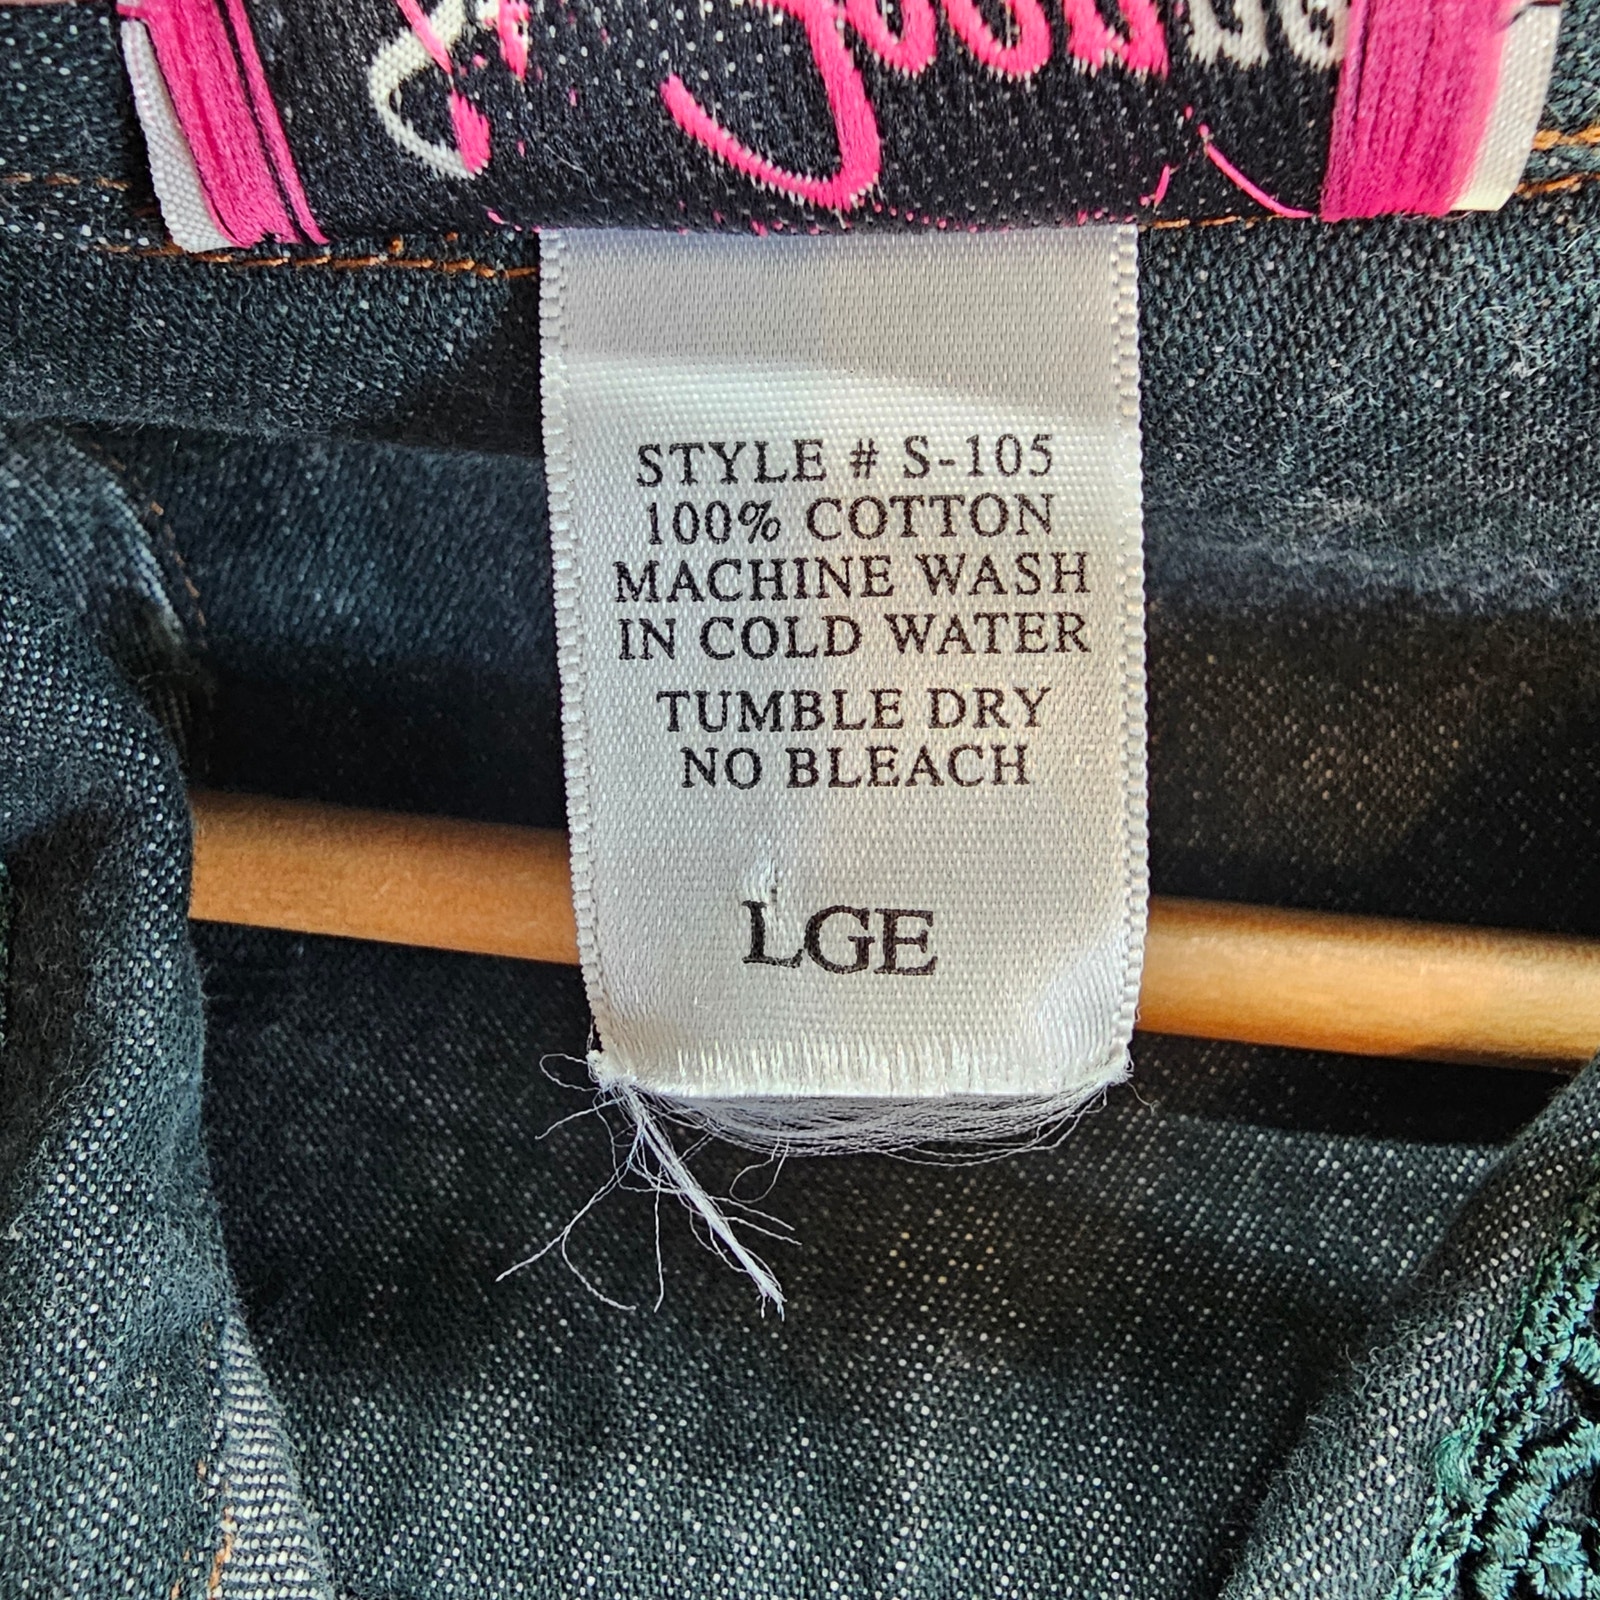 STYLE # S-105
100% COTTON
MACHINE WASH
IN COLD WATER
TUMBLE DRY
NO BLEACH
LGE